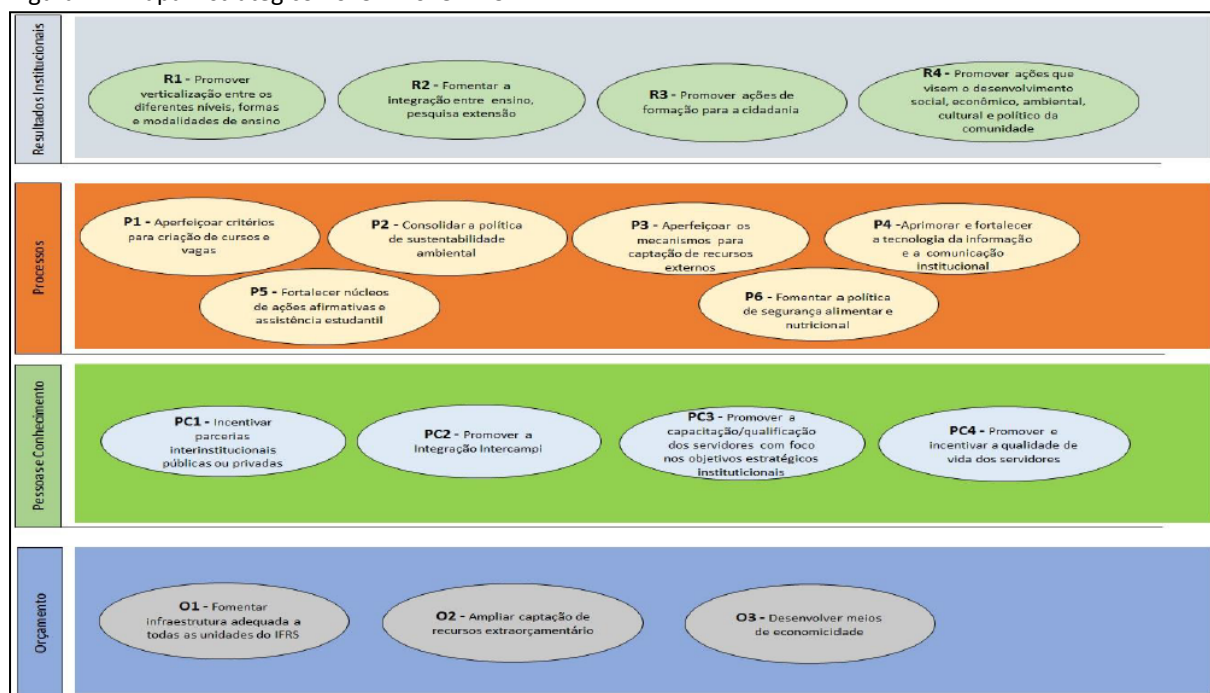 Resultados Institucionais
R1 - Promover
verticalização entre os
diferentes níveis, formas
e modalidades de ensino
R2 - Fomentar a
integração entre ensino,
pesquisa extensão
R3 - Promover ações de
formação para a cidadania
R4 - Promover ações que
visem o desenvolvimento
social, econômico, ambiental,
cultural e político da
comunidade
Processos
P1 - Aperfeiçoar critérios
para criação de cursos e
vagas
P2 - Consolidar a política
de sustentabilidade
ambiental
P3 - Aperfeiçoar os
mecanismos para
captação de recursos
externos
P4 -Aprimorar e fortalecer
a tecnologia da informação
e a comunicação
institucional
P5 - Fortalecer núcleos
de ações afirmativas e
assistência estudantil
P6 - Fomentar a política
de segurança alimentar e
nutricional
Pessoas e Conhecimento
PC1 - Incentivar
parcerias
interinstitucionais
públicas ou privadas
PC2 - Promover a
Integração Intercampi
PC3 - Promover a
capacitação/qualificação
dos servidores com foco
nos objetivos estratégicos
instituticionais
PC4 - Promover e
incentivar a qualidade de
vida dos servidores
Orçamento
O1 - Fomentar
infraestrutura adequada a
todas as unidades do IFRS
O2 - Ampliar captação de
recursos extraorçamentário
O3 - Desenvolver meios
de economicidade